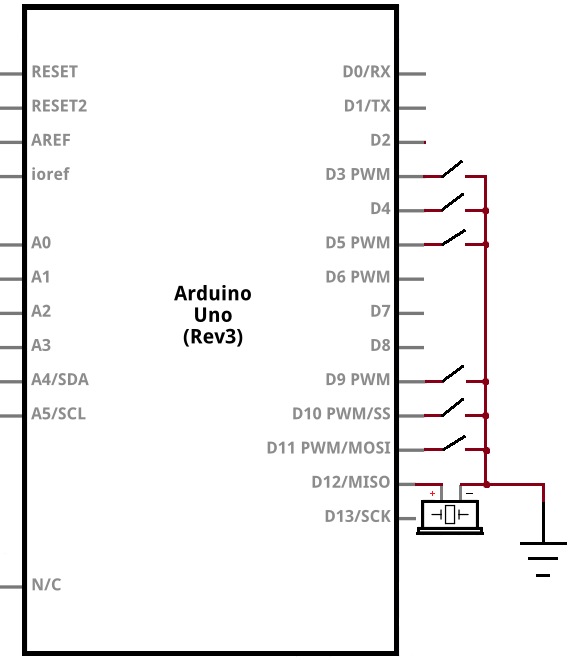 RESET
RESET2
AREF
ioref
A0
A1
A2
A3
A4/SDA
A5/SCL
N/C
Arduino
Uno
(Rev3)
D0/RX
D1/TX
D2
D3 PWM
D4
D5 PWM
D6 PWM
D7
D8
D9 PWM
D10 PWM/SS
D11 PWM/MOSI
D12/MISO
+ −
D13/SCK